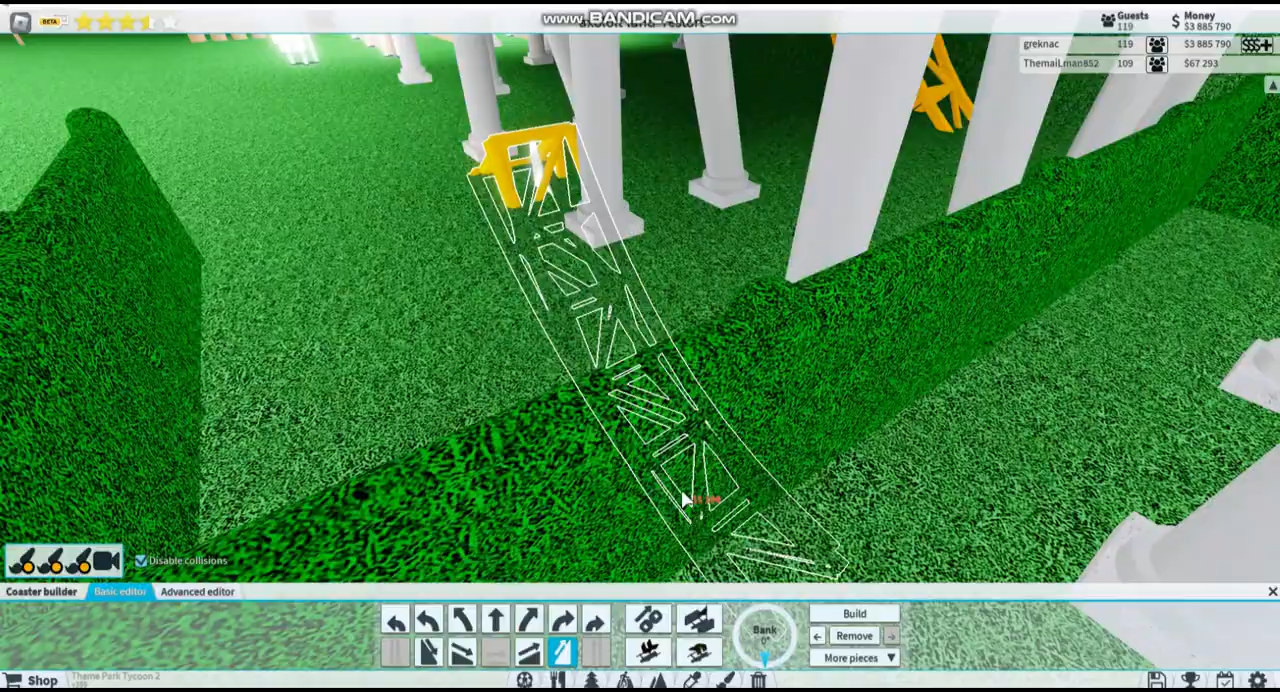 BETA
www.BANDICAM.com
Guests
119
Money
$3 885 790
greknac 119 $3 885 790 $$$+
ThemaiLman852 109 $67 293
Disable collisions
Coaster builder Basic editor Advanced editor
Bank
0°
Build
Remove
More pieces
Shop
Theme Park Tycoon 2